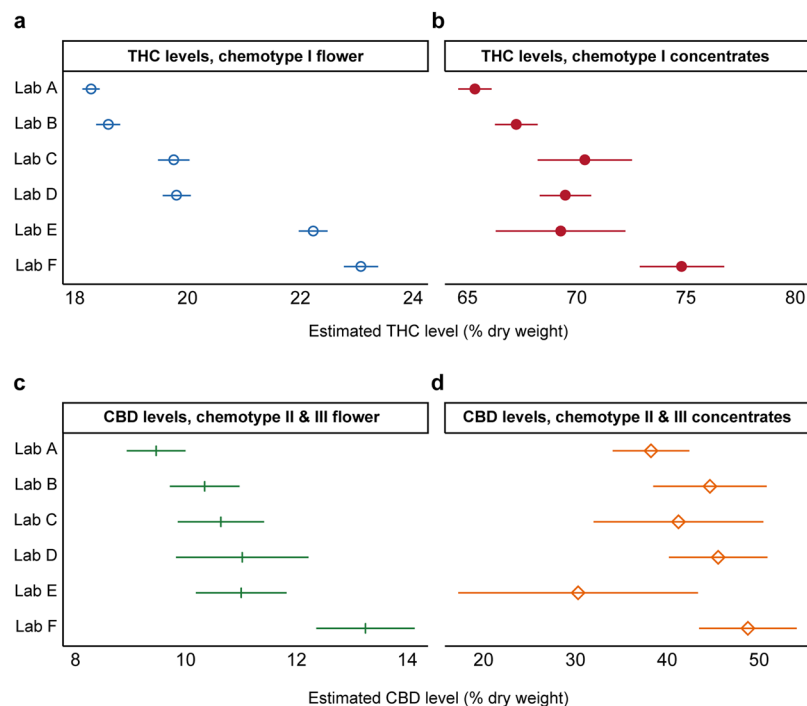 a
b
THC levels, chemotype I flower
THC levels, chemotype I concentrates
Lab A
Lab B
Lab C
Lab D
Lab E
Lab F
18 20 22 24
65 70 75 80
Estimated THC level (% dry weight)
c
d
CBD levels, chemotype II & III flower
CBD levels, chemotype II & III concentrates
Lab A
Lab B
Lab C
Lab D
Lab E
Lab F
8 10 12 14
20 30 40 50
Estimated CBD level (% dry weight)